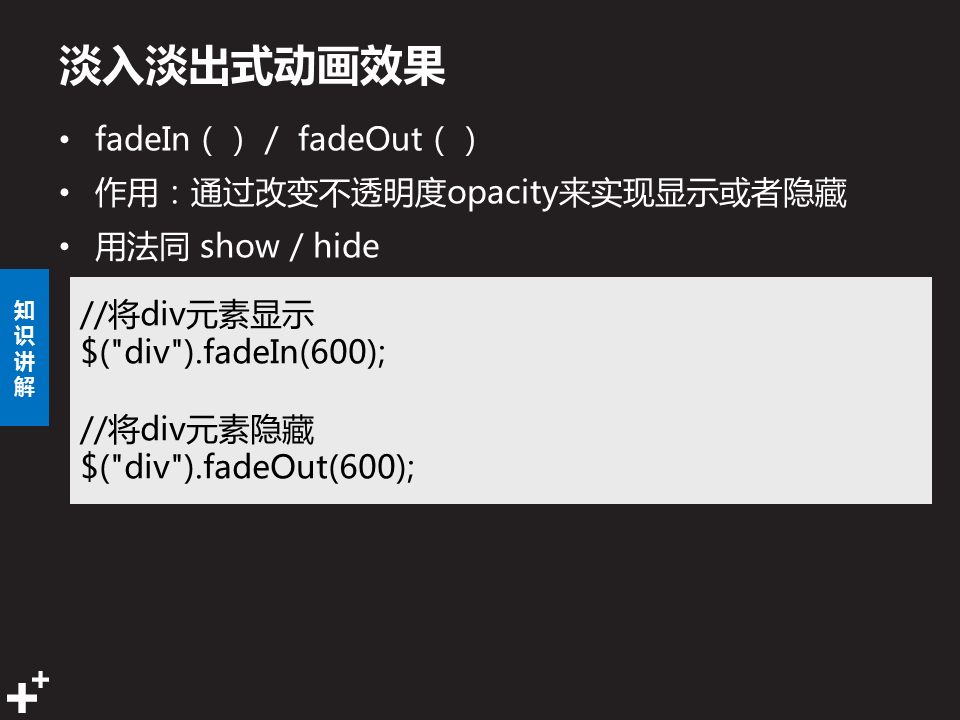 淡入淡出式动画效果
• fadeIn（ ） / fadeOut（ ）
• 作用：通过改变不透明度opacity来实现显示或者隐藏
• 用法同 show / hide
知
识
讲
解
//将div元素显示
$("div").fadeIn(600);
//将div元素隐藏
$("div").fadeOut(600);